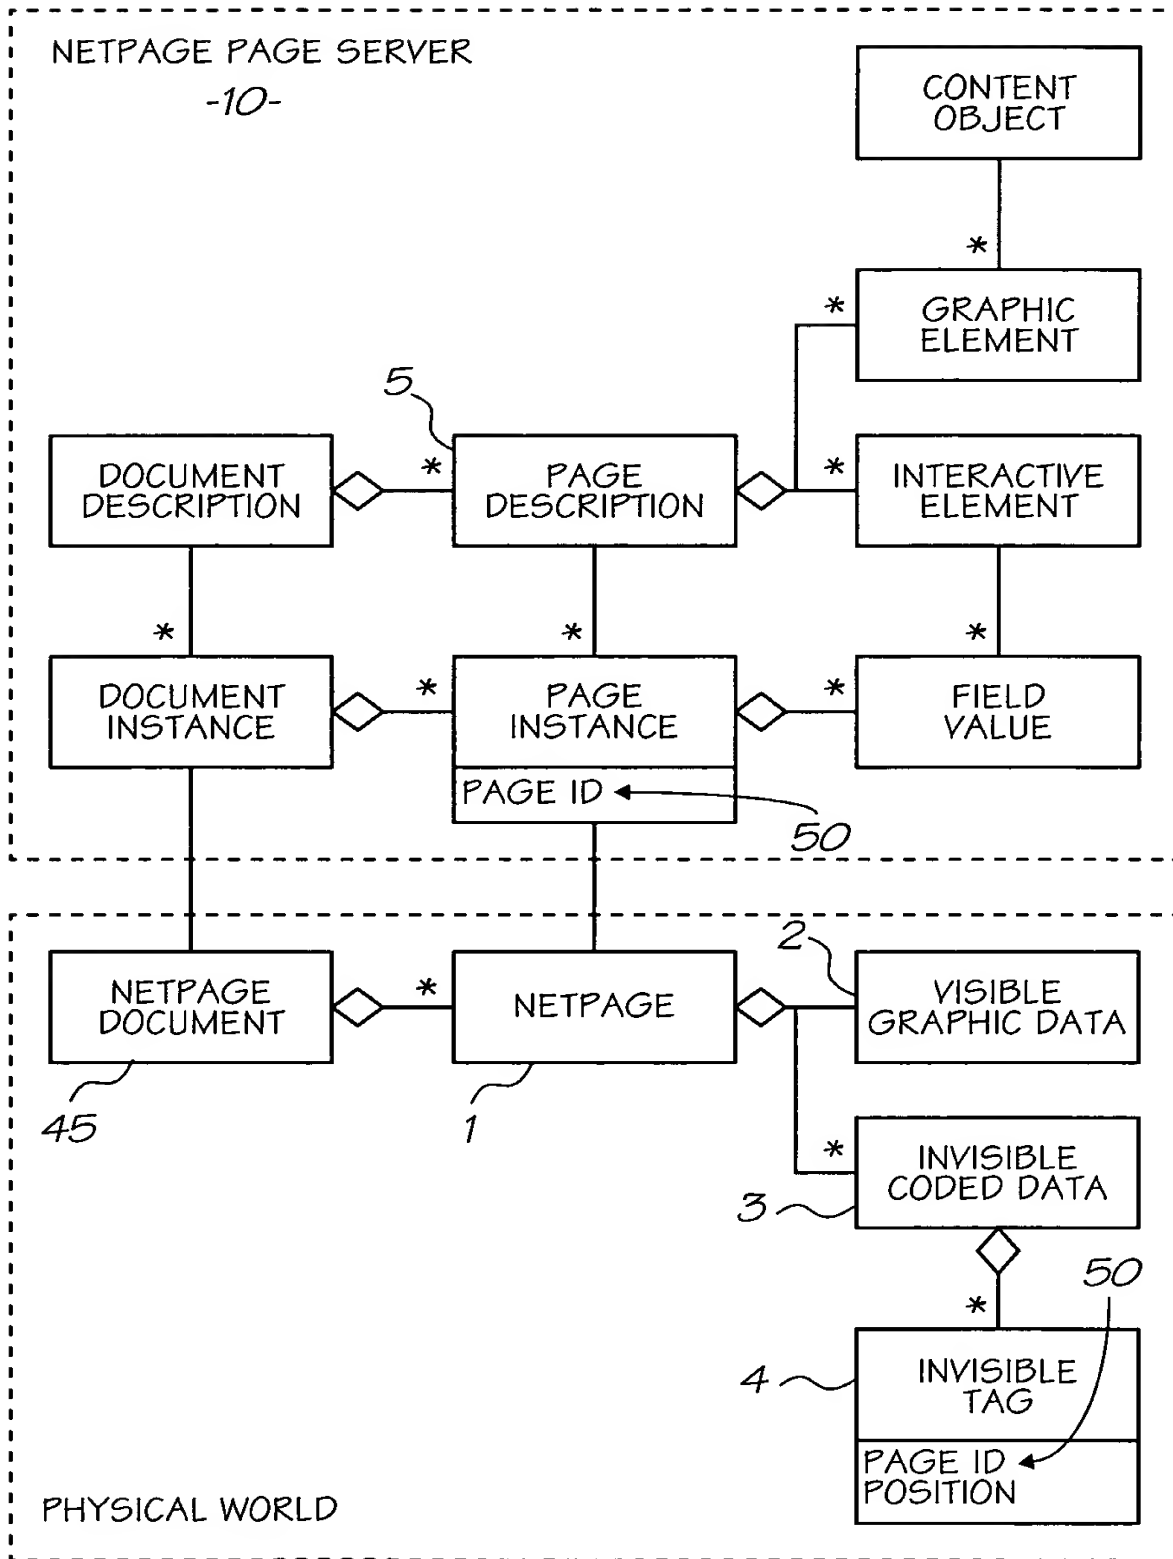 NETPAGE PAGE SERVER
-10-
CONTENT
OBJECT
*
*
GRAPHIC
ELEMENT
5
DOCUMENT
DESCRIPTION
*
PAGE
DESCRIPTION
*
INTERACTIVE
ELEMENT
*
*
*
DOCUMENT
INSTANCE
*
PAGE
INSTANCE
*
FIELD
VALUE
PAGE ID
50
2
NETPAGE
DOCUMENT
*
NETPAGE
VISIBLE
GRAPHIC DATA
45
1
*
INVISIBLE
CODED DATA
3
50
*
4
INVISIBLE
TAG
PAGE ID
POSITION
PHYSICAL WORLD